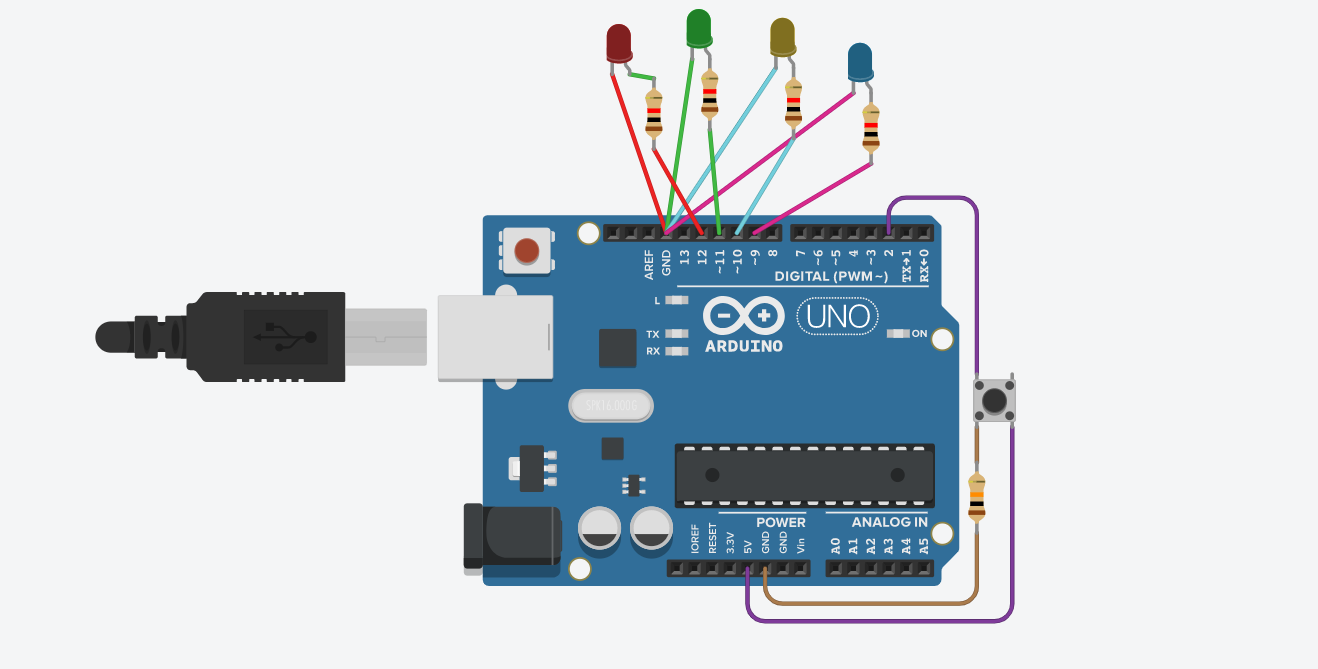 AREF
GND
13
12
~11
~10
~9
8
7
~6
~5
4
~3
2
TX→1
RX←0
DIGITAL (PWM ~)
L
TX
RX
UNO
ARDUINO
ON
SPK16.000G
POWER
ANALOG IN
IOREF
RESET
3.3V
5V
GND
GND
Vin
A0
A1
A2
A3
A4
A5